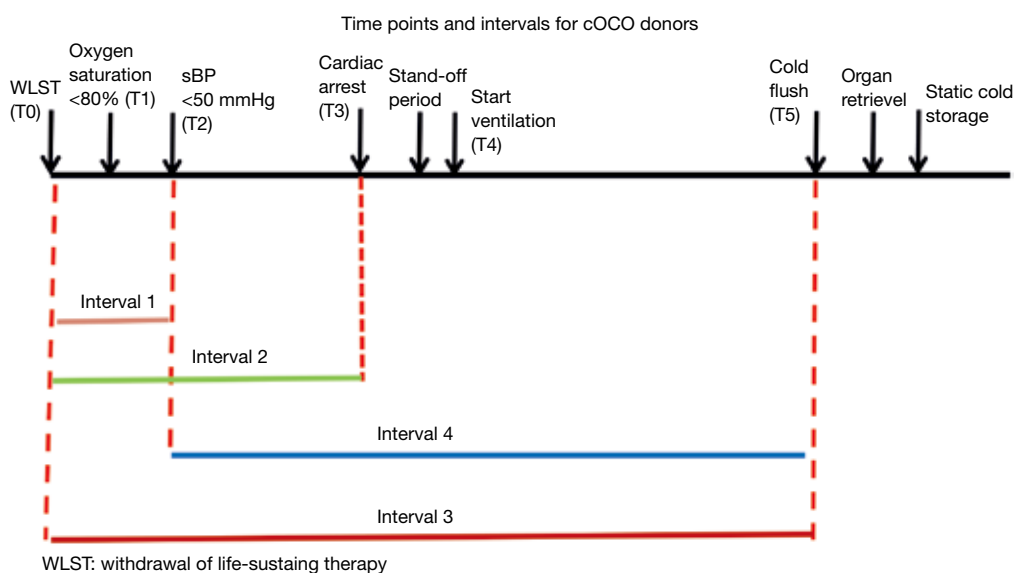 Time points and intervals for cOCO donors
WLST
(T0)
Oxygen
saturation
<80% (T1)
sBP
<50 mmHg
(T2)
Cardiac
arrest
(T3)
Stand-off
period
Start
ventilation
(T4)
Cold
flush
(T5)
Organ
retrievel
Static cold
storage
Interval 1
Interval 2
Interval 4
Interval 3
WLST: withdrawal of life-sustaing therapy